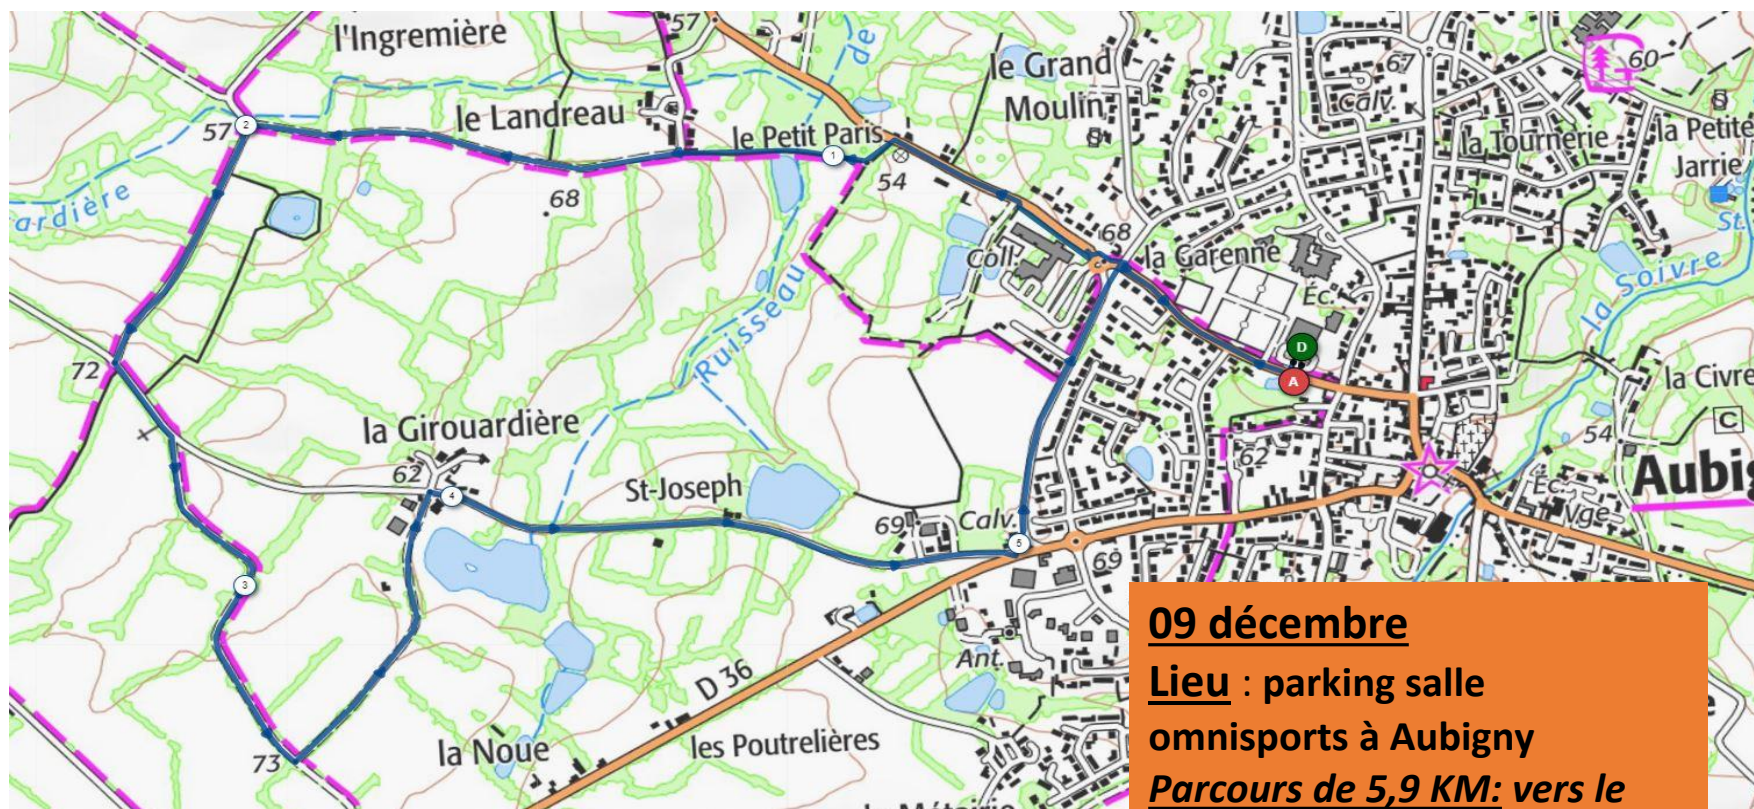 l'Ingremière
57
de
le Grand
Moulin
67
Calv.
60
la Tournerie
la Petite
Jarrie
St.
57
2
le Landreau
le Petit Paris
1
54
68
ardière
68
la Garenne
Coll.
Éc.
la Soivre
Ruisseau
D
A
72
la Girouardière
62
4
St-Joseph
69
Calv.
5
69
62
la Civre
54
C
Aubig
Éc.
Vge
3
73
la Noue
D 36
les Poutrelières
Ant.
09 décembre
Lieu : parking salle
omnisports à Aubigny
Parcours de 5,9 KM: vers le